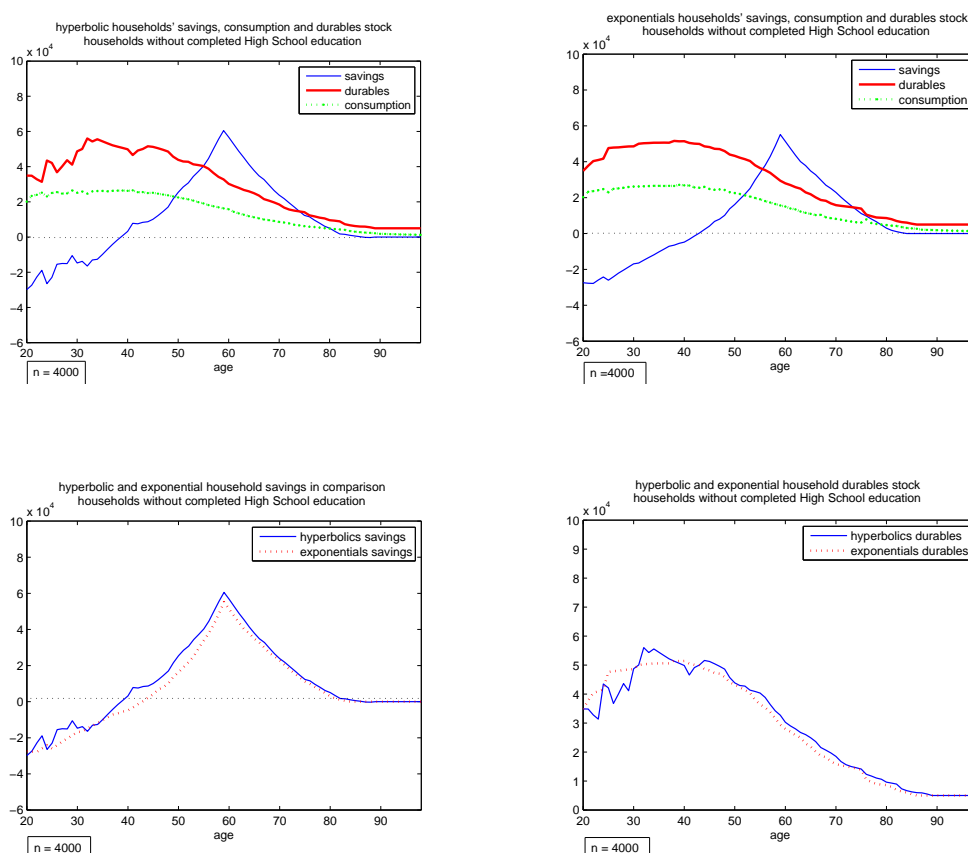 hyperbolic households' savings, consumption and durables stock
households without completed High School education
x 10^4
savings
durables
consumption
10
8
6
4
2
0
−2
−4
−6
20 30 40 50 60 70 80 90
age
n = 4000
exponentials households' savings, consumption and durables stock
households without completed High School education
x 10^4
savings
durables
consumption
10
8
6
4
2
0
−2
−4
−6
20 30 40 50 60 70 80 90
age
n =4000
hyperbolic and exponential household savings in comparison
households without completed High School education
x 10^4
hyperbolics savings
exponentials savings
10
8
6
4
2
0
−2
−4
−6
20 30 40 50 60 70 80 90
age
n = 4000
hyperbolic and exponential household durables stock
households without completed High School education
x 10^4
hyperbolics durables
exponentials durables
10
9
8
7
6
5
4
3
2
1
0
20 30 40 50 60 70 80 90
age
n = 4000